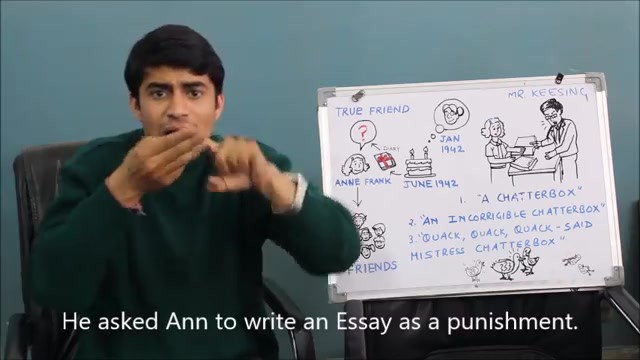 TRUE FRIEND
MR. KEESING
?
DIARY
JAN
1942
ANNE FRANK
JUNE 1942
FRIENDS
1. "A CHATTERBOX"
2. "AN INCORRIGIBLE CHATTERBOX"
3. "QUACK, QUACK, QUACK - SAID
MISTRESS CHATTERBOX"
He asked Ann to write an Essay as a punishment.